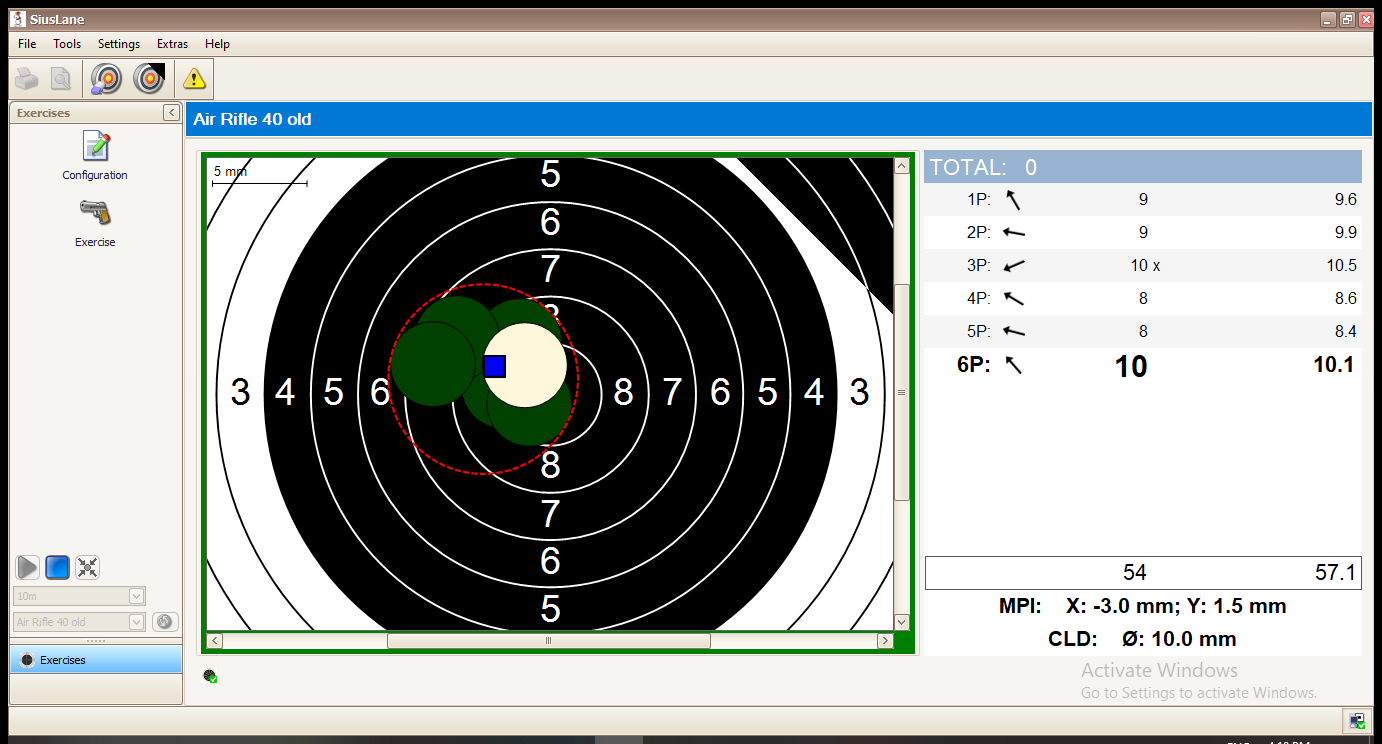 SiusLane
File Tools Settings Extras Help
Exercises
Air Rifle 40 old
Configuration
Exercise
5 mm
5
6
7
3 4 5 6 8 7 6 5 4 3
8
7
6
5
TOTAL: 0
1P: 9 9.6
2P: 9 9.9
3P: 10 x 10.5
4P: 8 8.6
5P: 8 8.4
6P: 10 10.1
54 57.1
MPI: X: -3.0 mm; Y: 1.5 mm
CLD: Ø: 10.0 mm
10m
Air Rifle 40 old
Exercises
Activate Windows
Go to Settings to activate Windows.